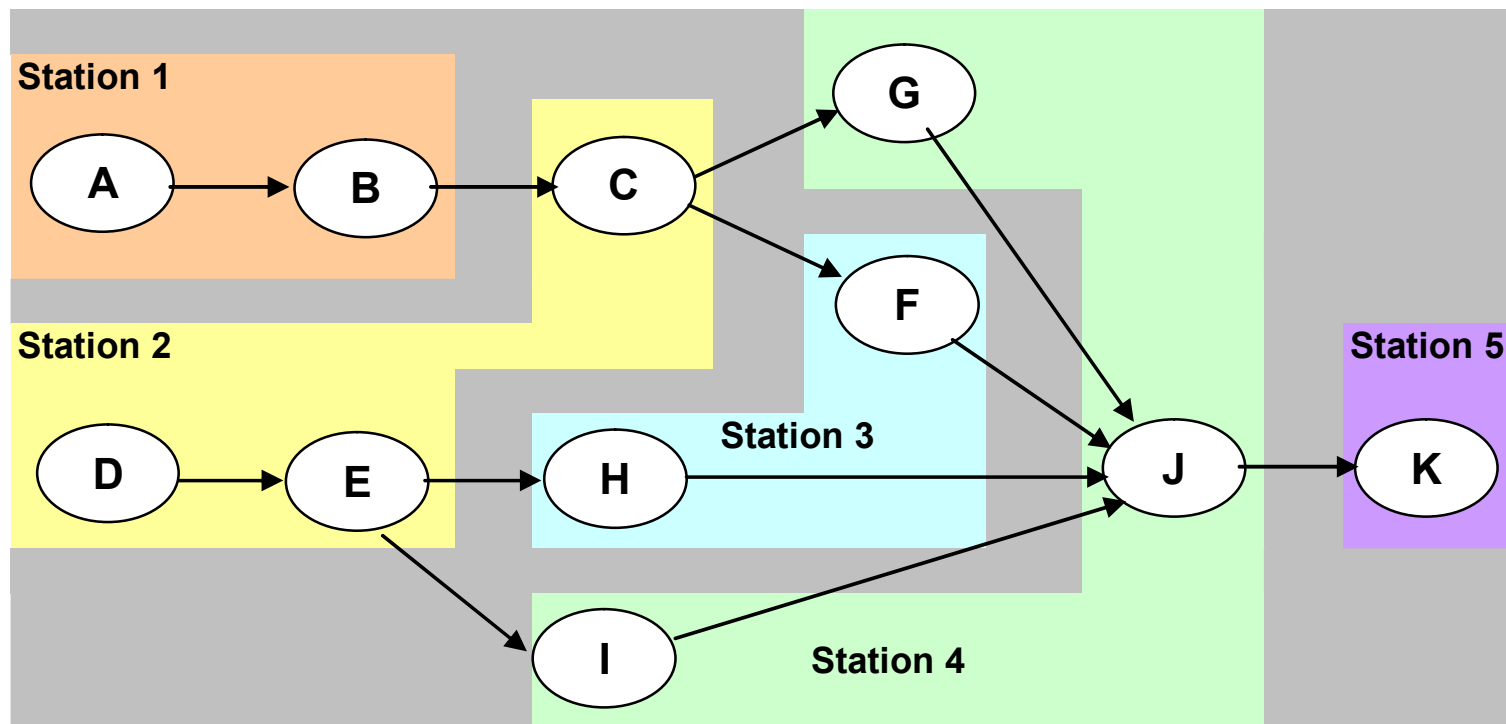 Station 1
A
B
C
G
F
Station 2
D
E
H
Station 3
I
Station 4
J
Station 5
K